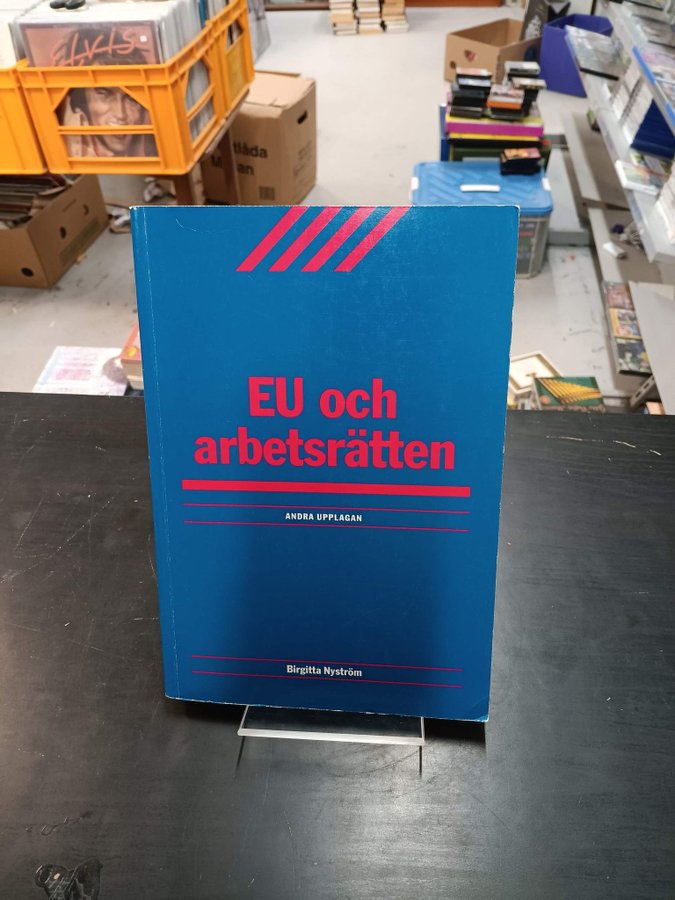 ELVIS
EU och
arbetsrätten
ANDRA UPPLAGAN
Birgitta Nyström